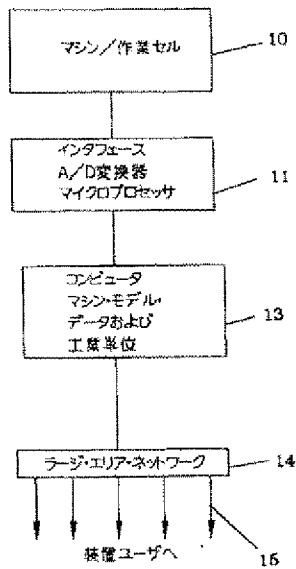 マシン／作業セル
10
インタフェース
A／D変換器
マイクロプロセッサ
11
コンピュータ
マシン・モデル・
データおよび
工業単位
13
ラージ・エリア・ネットワーク
14
装置ユーザへ
15